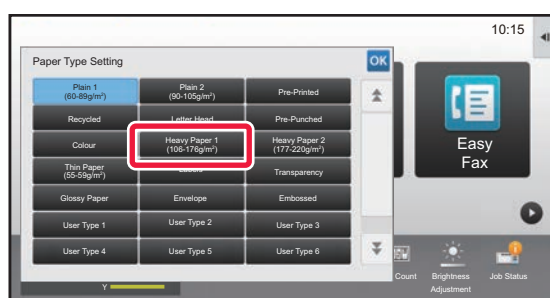 10:15
Paper Type Setting
OK
Plain 1
(60-89g/m²)
Plain 2
(90-105g/m²)
Pre-Printed
Recycled
Letter Head
Pre-Punched
Colour
Heavy Paper 1
(106-176g/m²)
Heavy Paper 2
(177-220g/m²)
Thin Paper
(55-59g/m²)
Labels
Transparency
Glossy Paper
Envelope
Embossed
User Type 1
User Type 2
User Type 3
User Type 4
User Type 5
User Type 6
Easy
Fax
Y
Count
Brightness
Adjustment
Job Status